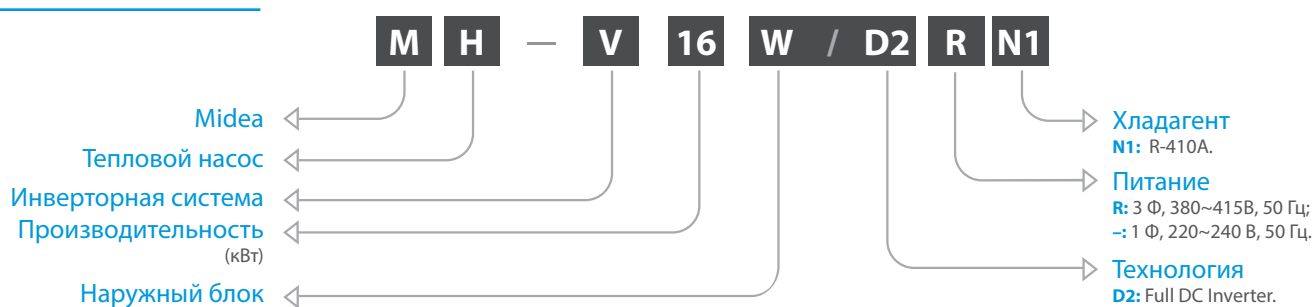 M H – V 16 W / D2 R N1
Midea
Тепловой насос
Инверторная система
Производительность
(кВт)
Наружный блок
Хладагент
N1: R-410A.
Питание
R: 3 Ф, 380~415В, 50 Гц;
–: 1 Ф, 220~240 В, 50 Гц.
Технология
D2: Full DC Inverter.